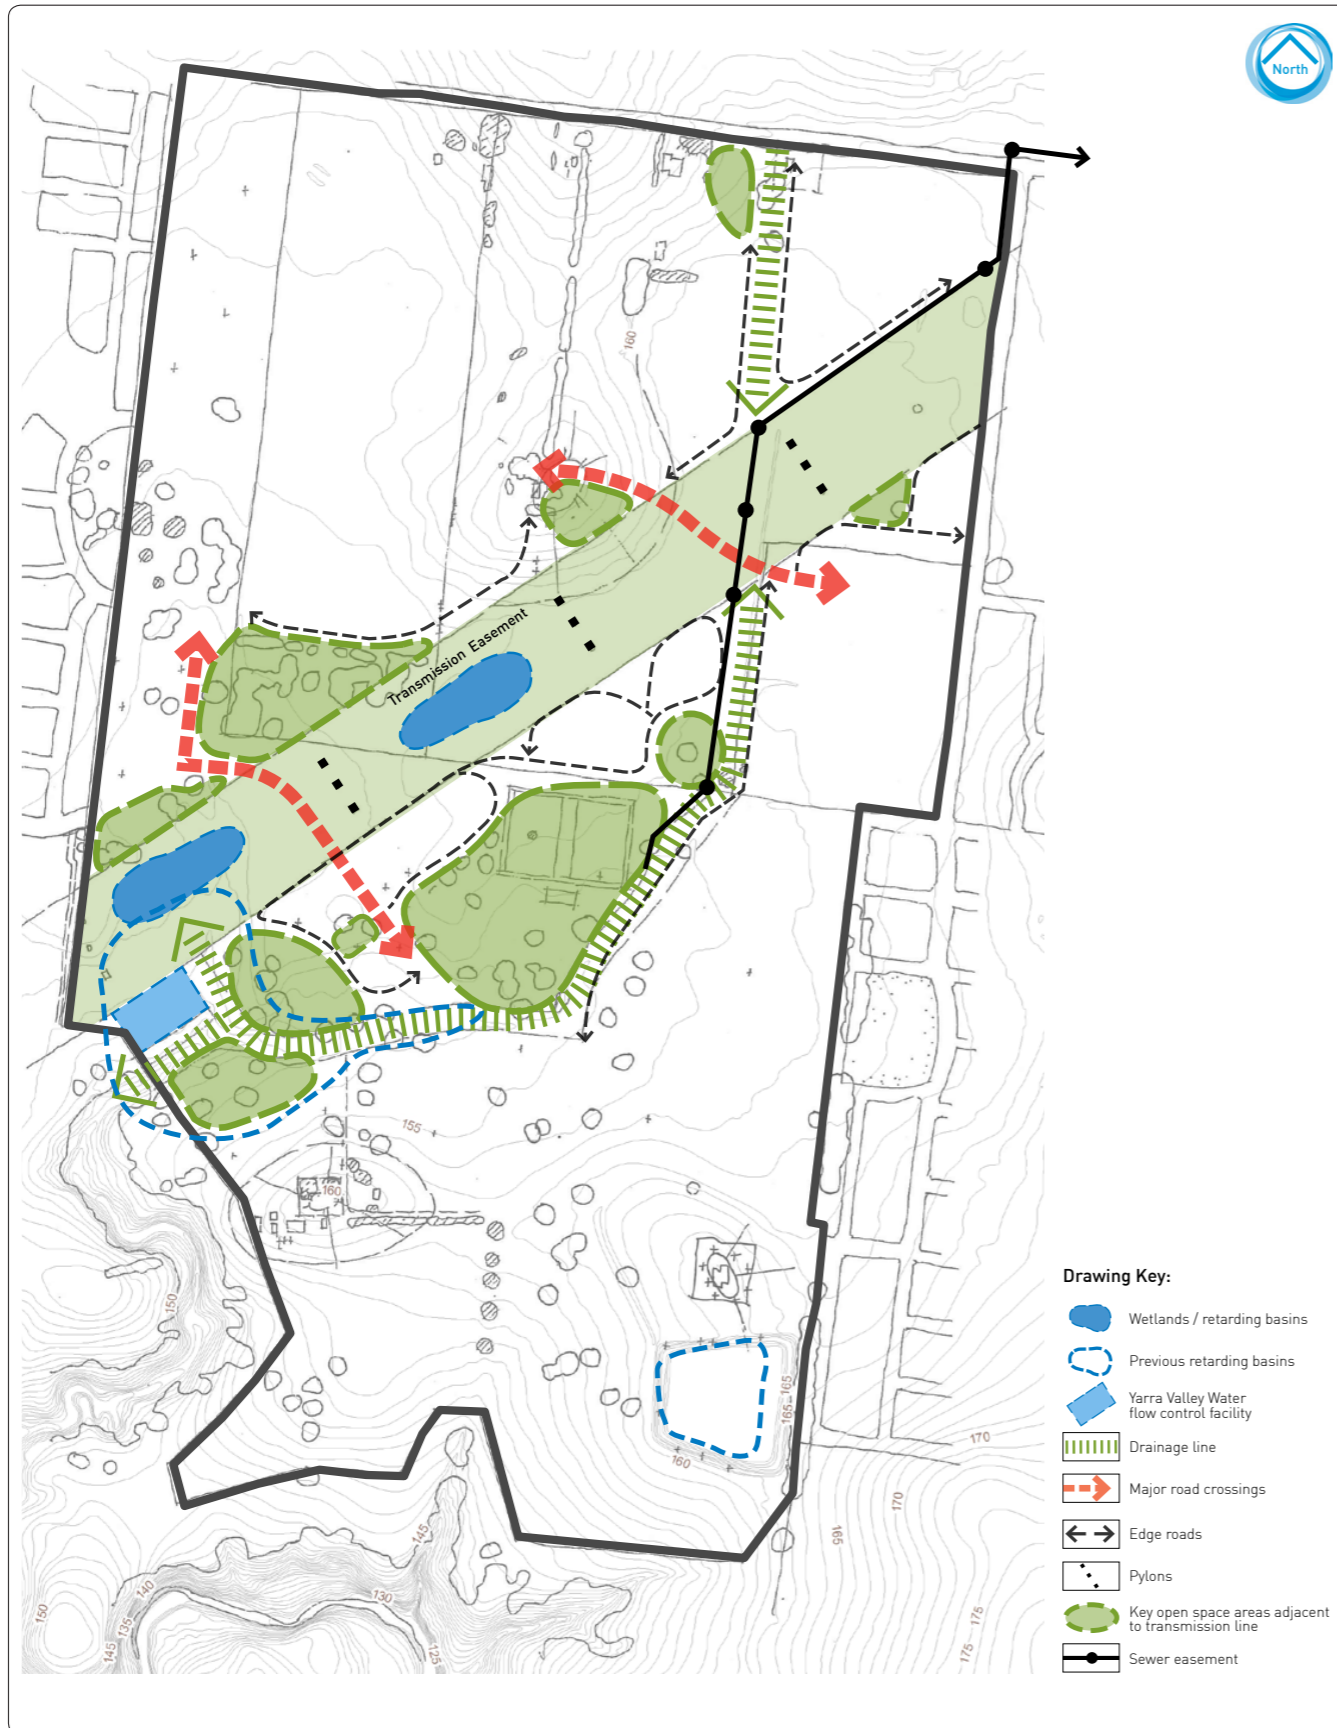 North
160
Transmission Easement
155
160
150
165
165
160
170
170
165
145
140
130
150
135
145
125
175
175
Drawing Key:
Wetlands / retarding basins
Previous retarding basins
Yarra Valley Water
flow control facility
Drainage line
Major road crossings
Edge roads
Pylons
Key open space areas adjacent
to transmission line
Sewer easement